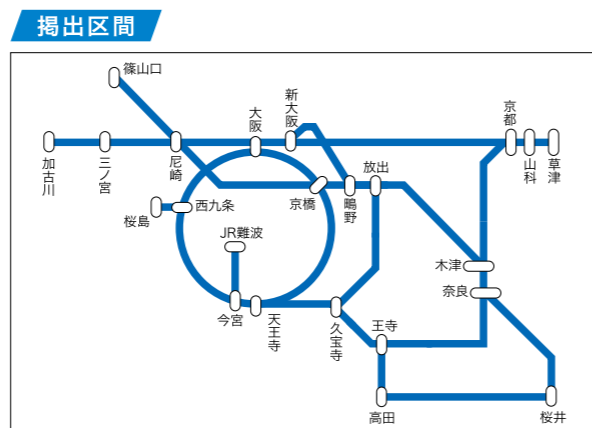 掲出区間
篠山口
大阪
新大阪
京都
山科
草津
加古川
三ノ宮
尼崎
放出
京橋
鴫野
西九条
桜島
JR難波
木津
奈良
今宮
天王寺
久宝寺
王寺
高田
桜井